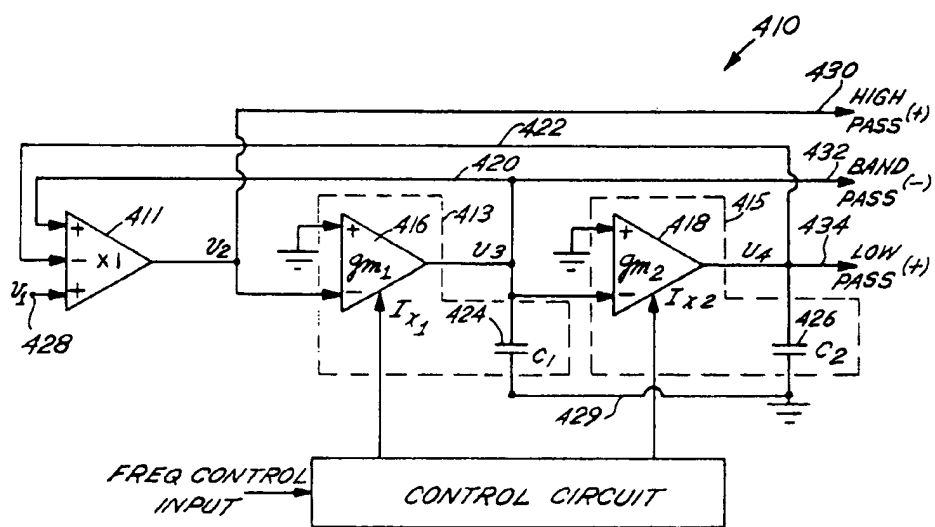 410
430
HIGH
PASS (+)
422
420
432
BAND
PASS (-)
411
416
413
418
415
434
+
-
+
X1
V1
428
V2
+
gm1
-
Ix1
V3
424
C1
+
gm2
-
Ix2
V4
LOW
PASS (+)
426
C2
429
FREQ CONTROL
INPUT
CONTROL CIRCUIT